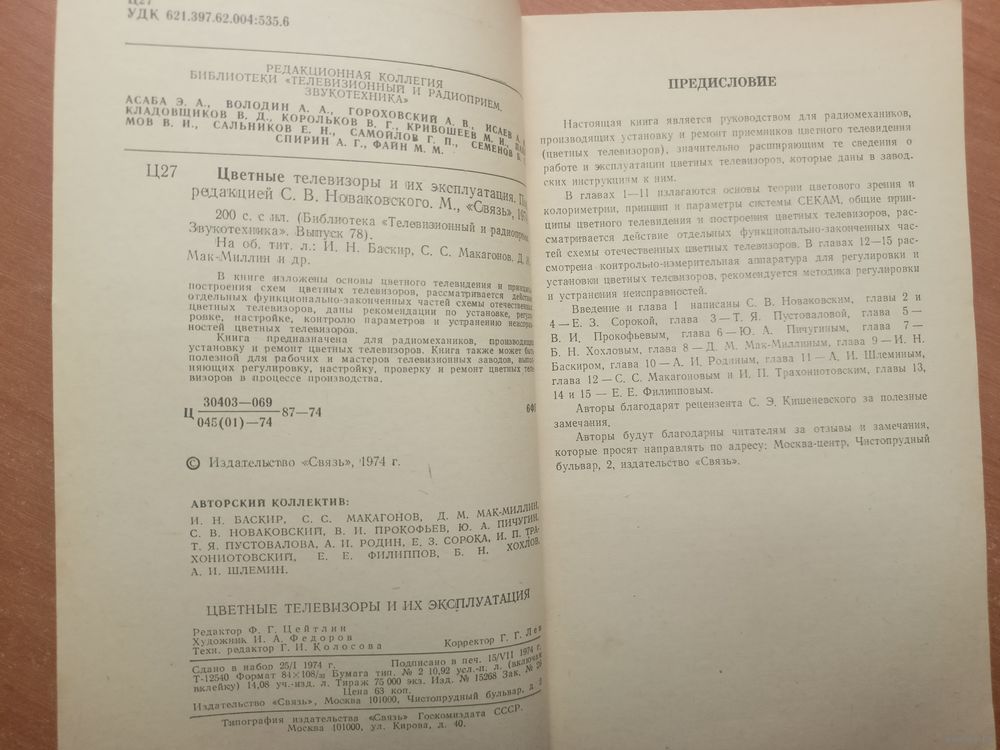 Ц27
УДК 621.397.62.004:535.6
РЕДАКЦИОННАЯ КОЛЛЕГИЯ
БИБЛИОТЕКИ «ТЕЛЕВИЗИОННЫЙ И РАДИОПРИЕМ.
ЗВУКОТЕХНИКА»
АСАБА Э. А., ВОЛОДИН А. А., ГОРОХОВСКИЙ А. В., ИСАЕВ А.
КЛАДОВЩИКОВ В. Д., КОРОЛЬКОВ В. Г., КРИВОШЕЕВ М. И.,
МОВ В. И., САЛЬНИКОВ Е. Н., САМОЙЛОВ Г. П., СЕМЕНОВ Б.
СПИРИН А. Г., ФАЙН М. М.
Ц27 Цветные телевизоры и их эксплуатация.
редакцией С. В. Новаковского. М., «Связь»,
200 с. с ил. (Библиотека «Телевизионный и радиоприем.
Звукотехника». Выпуск 78).
На об. тит. л.: И. Н. Баскир, С. С. Макагонов, Д.
Мак-Миллин и др.
В книге изложены основы цветного телевидения и принципы
построения схем цветных телевизоров, рассматривается действие
отдельных функционально-законченных частей схемы отечественных
цветных телевизоров, даны рекомендации по установке, регули
ровке, настройке, контролю параметров и устранению неисправ
ностей цветных телевизоров.
Книга предназначена для радиомехаников, производящих
установку и ремонт цветных телевизоров. Книга также может быть
полезной для рабочих и мастеров телевизионных заводов, выпол
няющих регулировку, настройку, проверку и ремонт цветных теле
визоров в процессе производства.
30403—069
Ц 87—74
045(01)—74
© Издательство «Связь», 1974 г.
АВТОРСКИЙ КОЛЛЕКТИВ:
И. Н. БАСКИР, С. С. МАКАГОНОВ, Д. М. МАК-МИЛЛИН,
С. В. НОВАКОВСКИЙ, В. И. ПРОКОФЬЕВ, Ю. А. ПИЧУГИН,
Т. Я. ПУСТОВАЛОВА, А. И. РОДИН, Е. З. СОРОКА, И. П. ТРА-
ХОНИОТОВСКИЙ, Е. Е. ФИЛИППОВ, Б. Н. ХОХЛОВ,
А. И. ШЛЕМИН.
ЦВЕТНЫЕ ТЕЛЕВИЗОРЫ И ИХ ЭКСПЛУАТАЦИЯ
Редактор Ф. Г. Цейтлин
Художник И. А. Федоров
Техн. редактор Г. И. Колосова Корректор Г. Г.
Сдано в набор 25/I 1974 г. Подписано в печ. 15/VII 1974 г.
Т-12540 Формат 84×108/32 Бумага тип. № 2 10,92 усл.-п. л. (включая
вклейку) 14,08 уч.-изд. л. Тираж 75 000 экз. Изд. № 15268 Зак. №
Цена 63 коп.
Издательство «Связь», Москва 101000, Чистопрудный бульвар, д. 2
Типография издательства «Связь» Госкомиздата СССР.
Москва 101000, ул. Кирова, д. 40.
ПРЕДИСЛОВИЕ
Настоящая книга является руководством для радиомехаников,
производящих установку и ремонт приемников цветного телевидения
(цветных телевизоров), значительно расширяющим те сведения о
работе и эксплуатации цветных телевизоров, которые даны в завод-
ских инструкциях к ним.
В главах 1—11 излагаются основы теории цветового зрения и
колориметрии, принцип и параметры системы СЕКАМ, общие прин-
ципы цветного телевидения и построения цветных телевизоров, рас-
сматривается действие отдельных функционально-законченных час-
тей схемы отечественных цветных телевизоров. В главах 12—15 рас-
смотрена контрольно-измерительная аппаратура для регулировки и
установки цветных телевизоров, рекомендуется методика регулировки
и устранения неисправностей.
Введение и глава 1 написаны С. В. Новаковским, главы 2 и
4 — Е. З. Сорокой, глава 3 — Т. Я. Пустоваловой, глава 5 —
В. И. Прокофьевым, глава 6 — Ю. А. Пичугиным, глава 7 —
Б. Н. Хохловым, глава 8 — Д. М. Мак-Миллиным, глава 9 — И. Н.
Баскиром, глава 10 — А. И. Родиным, глава 11 — А. И. Шлеминым,
глава 12 — С. С. Макагоновым и И. П. Трахониотовским, главы 13,
14 и 15 — Е. Е. Филипповым.
Авторы благодарят рецензента С. Э. Кишеневского за полезные
замечания.
Авторы будут благодарны читателям за отзывы и замечания,
которые просят направлять по адресу: Москва-центр, Чистопрудный
бульвар, 2, издательство «Связь».